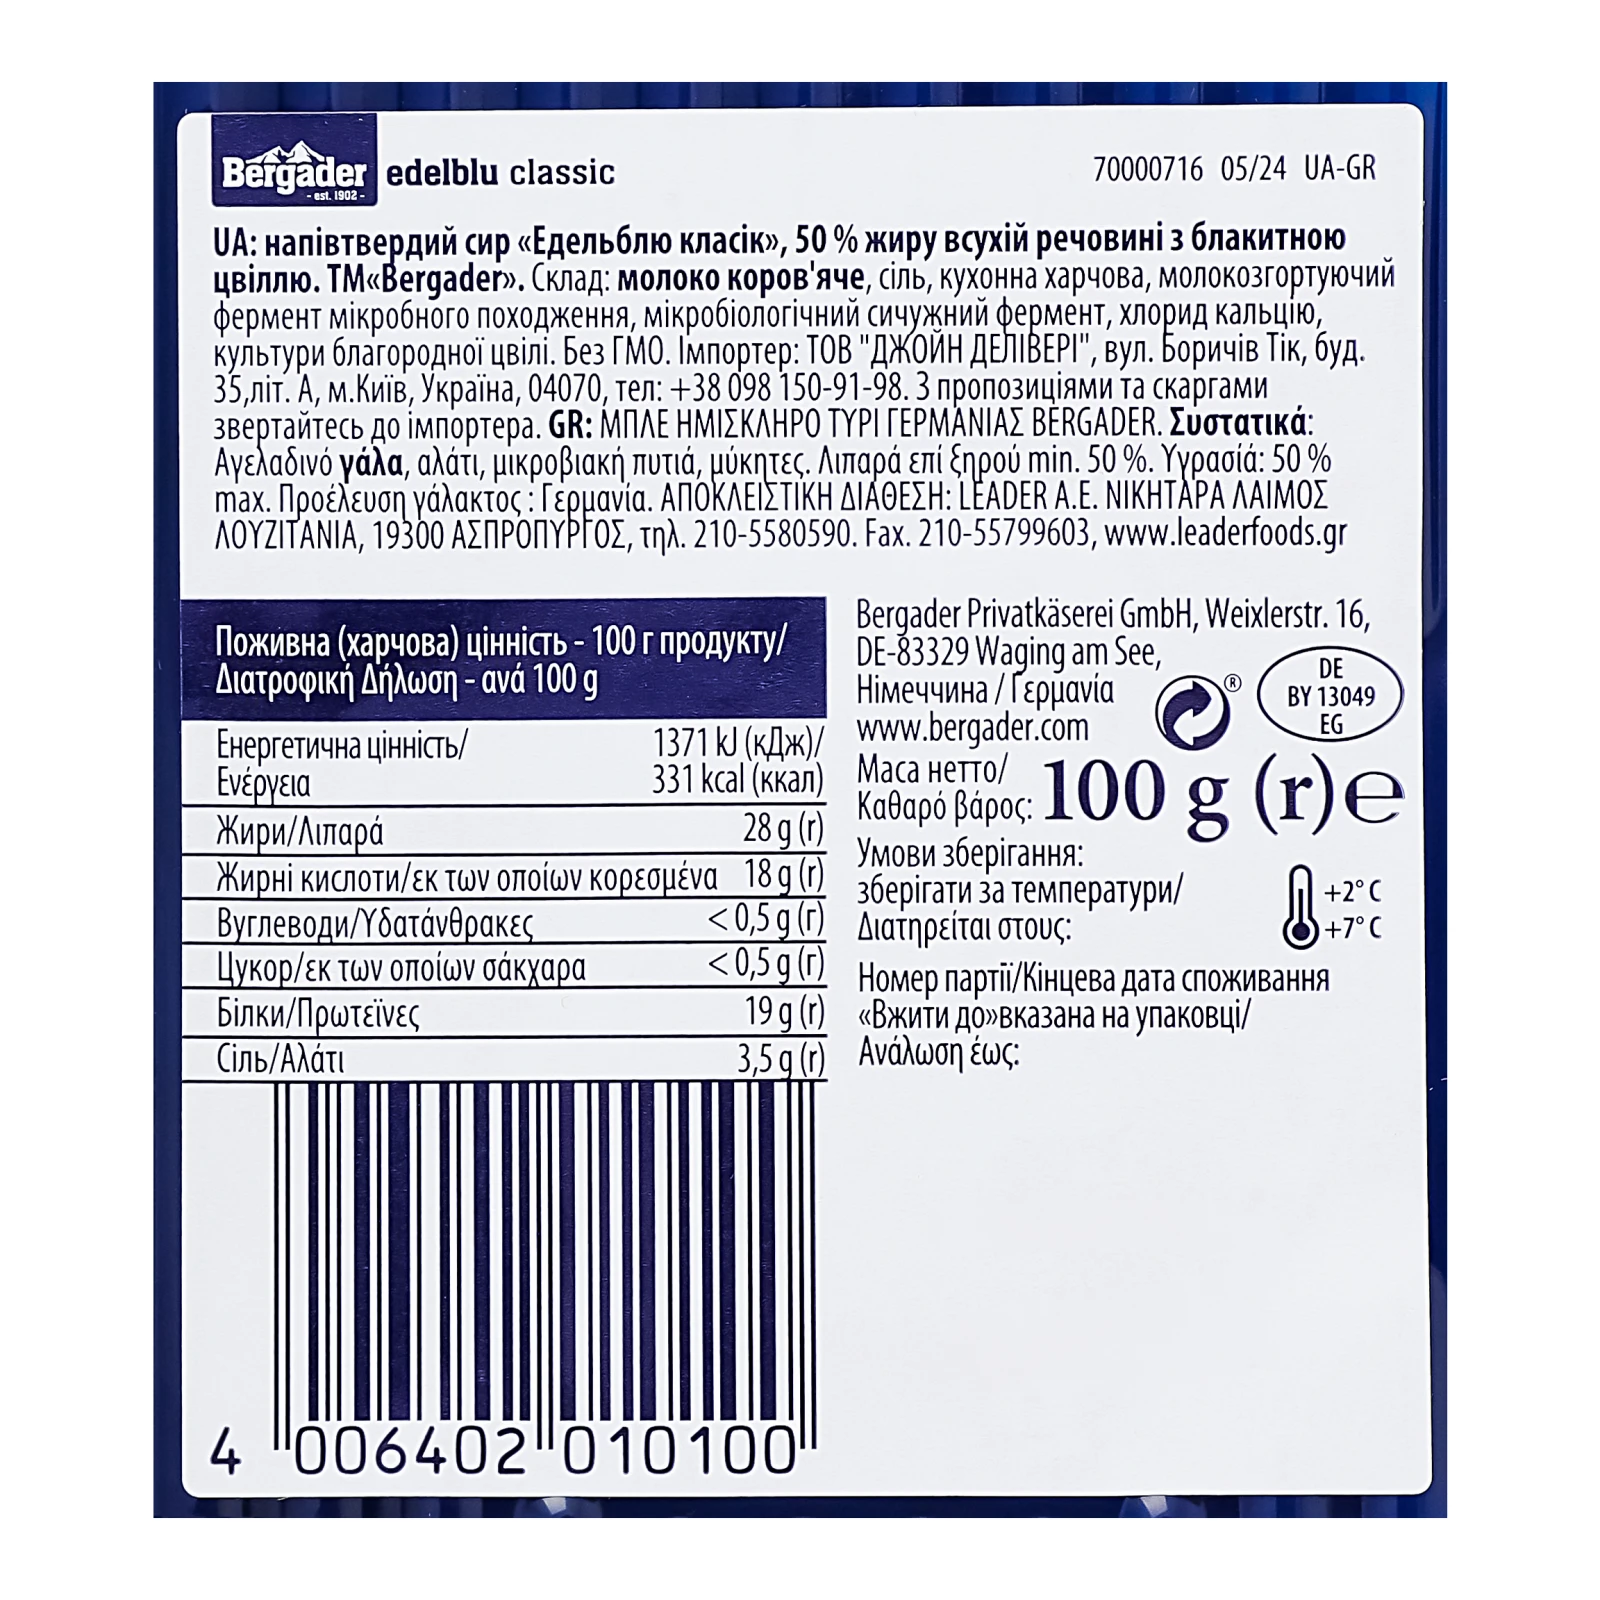 Bergader
- est. 1902 -
edelblu classic
70000716 05/24 UA-GR
UA: напівтвердий сир «Едельблю класік», 50 % жиру всухій речовині з блакитною
цвіллю. ТМ«Bergader». Склад: молоко коров'яче, сіль, кухонна харчова, молокозгортуючий
фермент мікробного походження, мікробіологічний сичужний фермент, хлорид кальцію,
культури благородної цвілі. Без ГМО. Імпортер: ТОВ "ДЖОЙН ДЕЛІВЕРІ", вул. Боричів Тік, буд.
35,літ. А, м.Київ, Україна, 04070, тел: +38 098 150-91-98. З пропозиціями та скаргами
звертайтесь до імпортера. GR: ΜΠΛΕ ΗΜΙΣΚΛΗΡΟ ΤΥΡΙ ΓΕΡΜΑΝΙΑΣ BERGADER. Συστατικά:
Αγελαδινό γάλα, αλάτι, μικροβιακή πυτιά, μύκητες. Λιπαρά επί ξηρού min. 50 %. Υγρασίά: 50 %
max. Προέλευση γάλακτος : Γερμανία. ΑΠΟΚΛΕΙΣΤΙΚΗ ΔΙΑΘΕΣΗ: LEADER A.E. ΝΙΚΗΤΑΡΑ ΛΑΙΜΟΣ
ΛΟΥΖΙΤΑΝΙΑ, 19300 ΑΣΠΡΟΠΥΡΓΟΣ, τηλ. 210-5580590. Fax. 210-55799603, www.leaderfoods.gr
Поживна (харчова) цінність - 100 г продукту/
Διατροφική Δήλωση - ανά 100 g
Енергетична цінність/ 1371 kJ (кДж)/
Ενέργεια 331 kcal (ккал)
Жири/Λιπαρά 28 g (г)
Жирні кислоти/εκ των οποίων κορεσμένα 18 g (г)
Вуглеводи/Υδατάνθρακες < 0,5 g (г)
Цукор/εκ των οποίων σάκχαρα < 0,5 g (г)
Білки/Πρωτεϊνες 19 g (г)
Сіль/Αλάτι 3,5 g (г)
4 006402 010100
Bergader Privatkäserei GmbH, Weixlerstr. 16,
DE-83329 Waging am See,
Німеччина / Γερμανία
www.bergader.com
®
DE
BY 13049
EG
Маса нетто/
Καθαρό βάρος: 100 g (г)℮
Умови зберігання:
зберігати за температури/
Διατηρείται στους:
+2° C
+7° C
Номер партії/Кінцева дата споживання
«Вжити до»вказана на упаковці/
Ανάλωση έως: